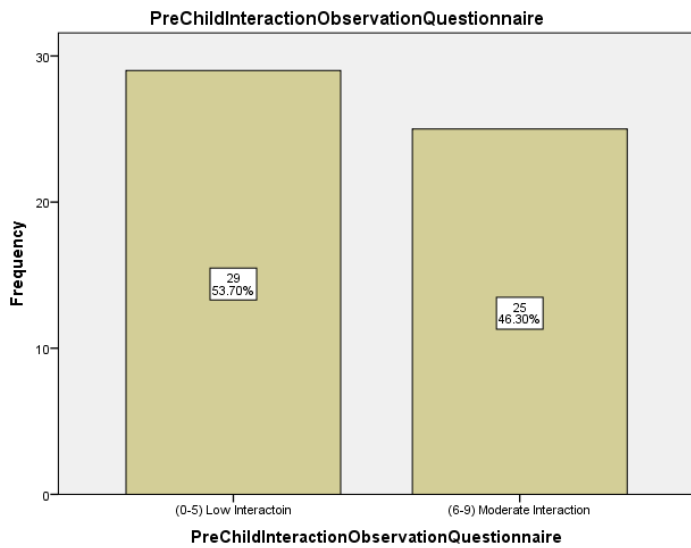 PreChildInteractionObservationQuestionnaire
Frequency
30
20
10
0
29
53.70%
25
46.30%
(0-5) Low Interactoin
(6-9) Moderate Interaction
PreChildInteractionObservationQuestionnaire